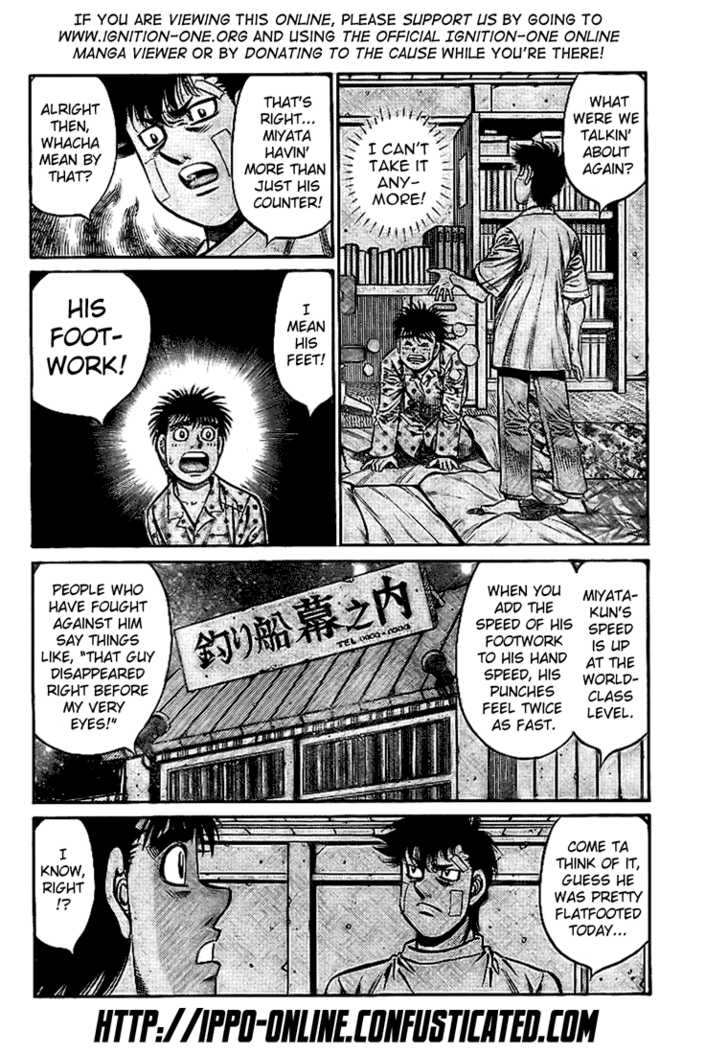 IF YOU ARE VIEWING THIS ONLINE, PLEASE SUPPORT US BY GOING TO
WWW.IGNITION-ONE.ORG AND USING THE OFFICIAL IGNITION-ONE ONLINE
MANGA VIEWER OR BY DONATING TO THE CAUSE WHILE YOU'RE THERE!
WHAT
WERE WE
TALKIN'
ABOUT
AGAIN?
I CAN'T
TAKE IT
ANY-
MORE!
THAT'S
RIGHT...
MIYATA
HAVIN'
MORE THAN
JUST HIS
COUNTER!
ALRIGHT
THEN,
WHACHA
MEAN BY
THAT?
I
MEAN
HIS
FEET!
HIS
FOOT-
WORK!
MIYATA-
KUN'S
SPEED
IS UP
AT THE
WORLD-
CLASS
LEVEL.
WHEN YOU
ADD THE
SPEED OF HIS
FOOTWORK
TO HIS HAND
SPEED, HIS
PUNCHES
FEEL TWICE
AS FAST.
釣り船 幕之内
PEOPLE WHO
HAVE FOUGHT
AGAINST HIM
SAY THINGS
LIKE, "THAT GUY
DISAPPEARED
RIGHT BEFORE
MY VERY
EYES!"
COME TA
THINK OF IT,
GUESS HE
WAS PRETTY
FLATFOOTED
TODAY...
I
KNOW,
RIGHT
!?
HTTP://IPPO-ONLINE.CONFUSTICATED.COM